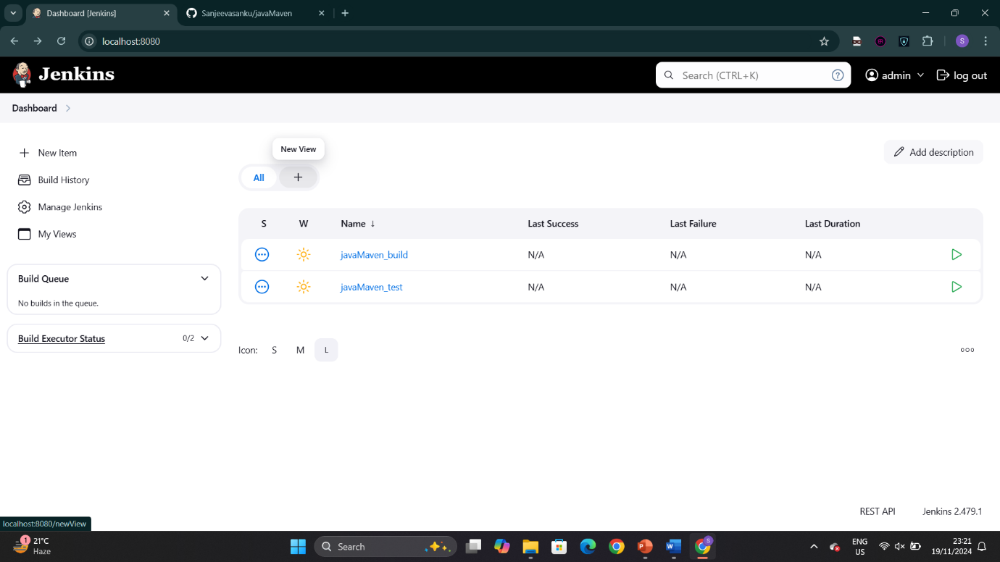 Dashboard [Jenkins]
Sanjeevasanku/javaMaven
localhost:8080
S
Jenkins
Search (CTRL+K)
?
admin
log out
Dashboard
New Item
Build History
Manage Jenkins
My Views
New View
Add description
All
+
S W Name ↓ Last Success Last Failure Last Duration
javaMaven_build N/A N/A N/A
javaMaven_test N/A N/A N/A
Build Queue
No builds in the queue.
Build Executor Status 0/2
Icon: S M L
REST API Jenkins 2.479.1
localhost:8080/newView
1
21°C
Haze
Search
P
W
S
ENG
US
23:21
19/11/2024